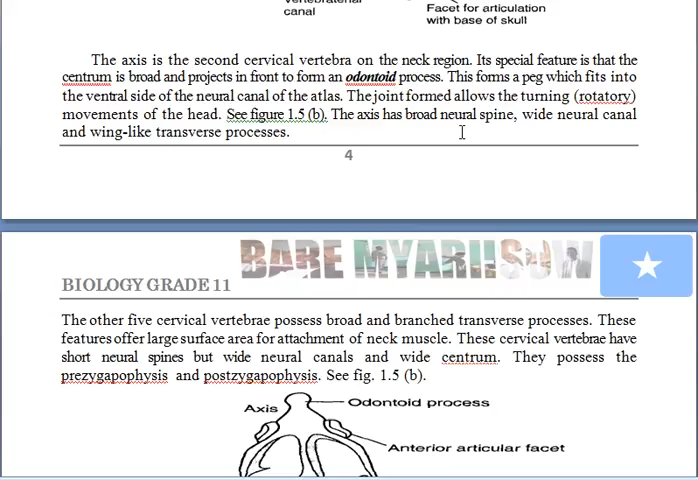 canal
Facet for articulation
with base of skull
The axis is the second cervical vertebra on the neck region. Its special feature is that the
centrum is broad and projects in front to form an odontoid process. This forms a peg which fits into
the ventral side of the neural canal of the atlas. The joint formed allows the turning (rotatory)
movements of the head. See figure 1.5 (b). The axis has broad neural spine, wide neural canal
and wing-like transverse processes.
4
BARE MYARIISOW
BIOLOGY GRADE 11
The other five cervical vertebrae possess broad and branched transverse processes. These
features offer large surface area for attachment of neck muscle. These cervical vertebrae have
short neural spines but wide neural canals and wide centrum. They possess the
prezygapophysis and postzygapophysis. See fig. 1.5 (b).
Axis
Odontoid process
Anterior articular facet